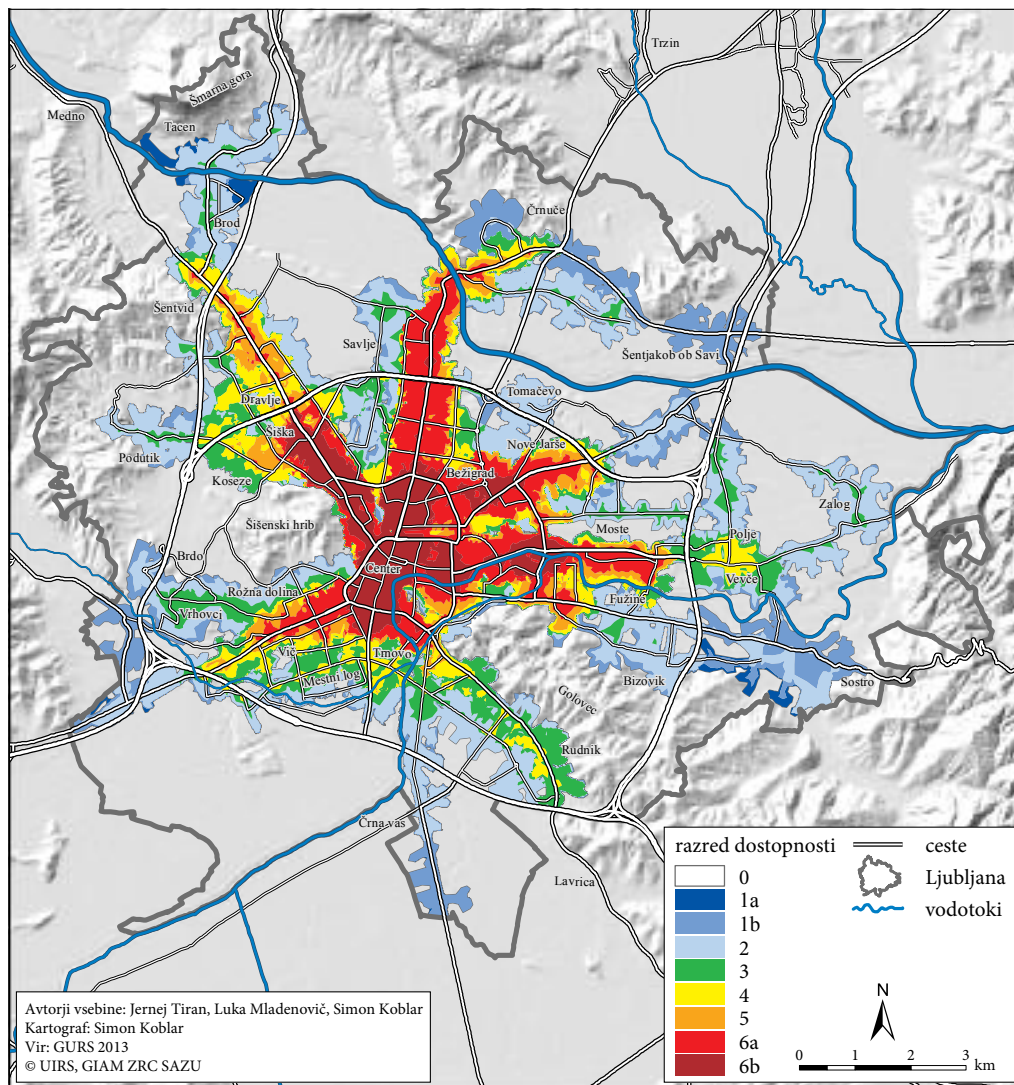 Trzin
Šmarna gora
Medno
Tacen
Črnuče
Brod
Šentvid
Savlje
Šentjakob ob Savi
Tomačevo
Dravlje
Šiška
Nove Jarše
Podutik
Bežigrad
Koseze
Zalog
Šišenski hrib
Moste
Polje
Brdo
Center
Vevče
Rožna dolina
Fužine
Vrhovci
Vič
Trnovo
Mestni log
Bizovik
Sostro
Golovec
Rudnik
Črna vas
Lavrica
razred dostopnosti
0
1a
1b
2
3
4
5
6a
6b
ceste
Ljubljana
vodotoki
N
0 1 2 3
km
Avtorji vsebine: Jernej Tiran, Luka Mladenovič, Simon Koblar
Kartograf: Simon Koblar
Vir: GURS 2013
© UIRS, GIAM ZRC SAZU